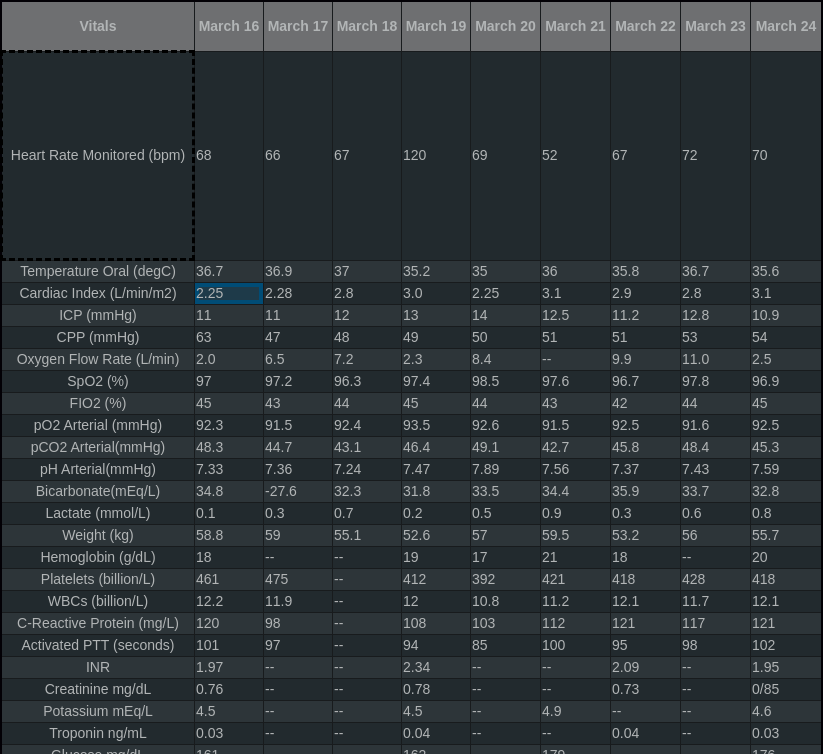 Vitals March 16 March 17 March 18 March 19 March 20 March 21 March 22 March 23 March 24
Heart Rate Monitored (bpm) 68 66 67 120 69 52 67 72 70
Temperature Oral (degC) 36.7 36.9 37 35.2 35 36 35.8 36.7 35.6
Cardiac Index (L/min/m2) 2.25 2.28 2.8 3.0 2.25 3.1 2.9 2.8 3.1
ICP (mmHg) 11 11 12 13 14 12.5 11.2 12.8 10.9
CPP (mmHg) 63 47 48 49 50 51 51 53 54
Oxygen Flow Rate (L/min) 2.0 6.5 7.2 2.3 8.4 -- 9.9 11.0 2.5
SpO2 (%) 97 97.2 96.3 97.4 98.5 97.6 96.7 97.8 96.9
FIO2 (%) 45 43 44 45 44 43 42 44 45
pO2 Arterial (mmHg) 92.3 91.5 92.4 93.5 92.6 91.5 92.5 91.6 92.5
pCO2 Arterial(mmHg) 48.3 44.7 43.1 46.4 49.1 42.7 45.8 48.4 45.3
pH Arterial(mmHg) 7.33 7.36 7.24 7.47 7.89 7.56 7.37 7.43 7.59
Bicarbonate(mEq/L) 34.8 -27.6 32.3 31.8 33.5 34.4 35.9 33.7 32.8
Lactate (mmol/L) 0.1 0.3 0.7 0.2 0.5 0.9 0.3 0.6 0.8
Weight (kg) 58.8 59 55.1 52.6 57 59.5 53.2 56 55.7
Hemoglobin (g/dL) 18 -- -- 19 17 21 18 -- 20
Platelets (billion/L) 461 475 -- 412 392 421 418 428 418
WBCs (billion/L) 12.2 11.9 -- 12 10.8 11.2 12.1 11.7 12.1
C-Reactive Protein (mg/L) 120 98 -- 108 103 112 121 117 121
Activated PTT (seconds) 101 97 -- 94 85 100 95 98 102
INR 1.97 -- -- 2.34 -- -- 2.09 -- 1.95
Creatinine mg/dL 0.76 -- -- 0.78 -- -- 0.73 -- 0/85
Potassium mEq/L 4.5 -- -- 4.5 -- 4.9 -- -- 4.6
Troponin ng/mL 0.03 -- -- 0.04 -- -- 0.04 -- 0.03